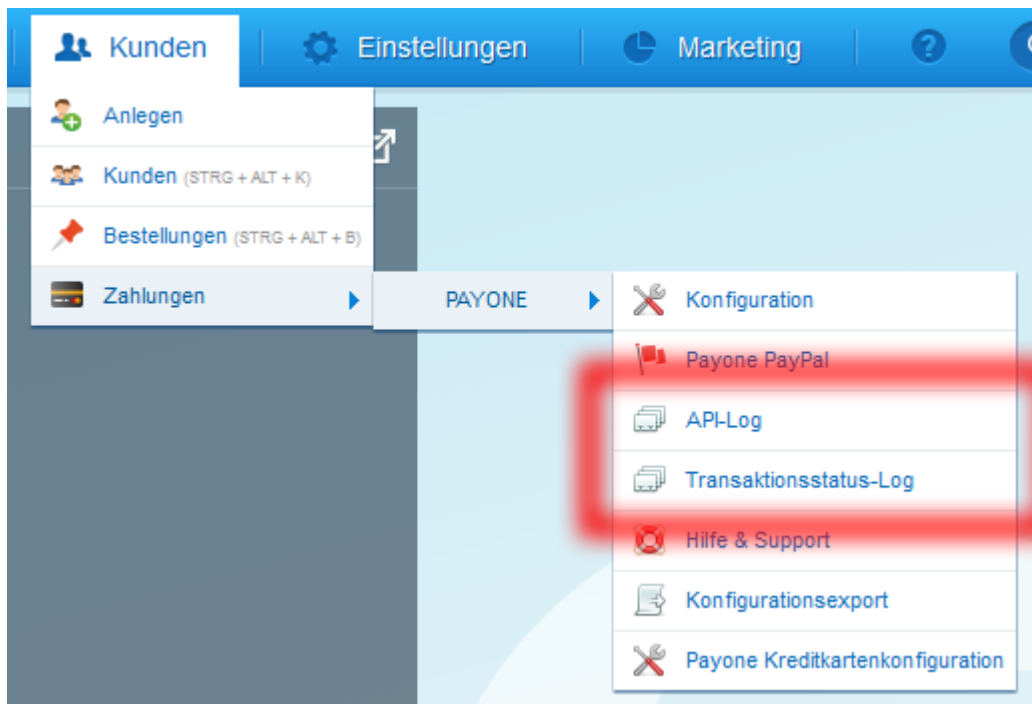 Kunden
Einstellungen
Marketing
?
Anlegen
Kunden (STRG + ALT + K)
Bestellungen (STRG + ALT + B)
Zahlungen
PAYONE
Konfiguration
Payone PayPal
API-Log
Transaktionsstatus-Log
Hilfe & Support
Konfigurationsexport
Payone Kreditkartenkonfiguration